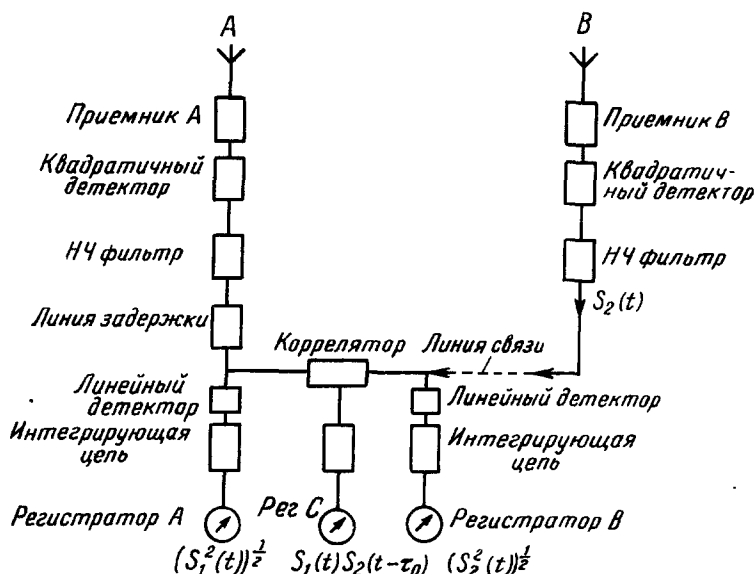 A
B
Приемник A
Приемник B
Квадратичный
детектор
Квадратич-
ный детектор
НЧ фильтр
НЧ фильтр
S₂(t)
Линия задержки
Коррелятор
Линия связи
Линейный
детектор
Линейный детектор
Интегрирующая
цепь
Интегрирующая
цепь
Регистратор A
Рег C
Регистратор B
(S₁²(t))^½
S₁(t)S₂(t-τ₀)
(S₂²(t))^½